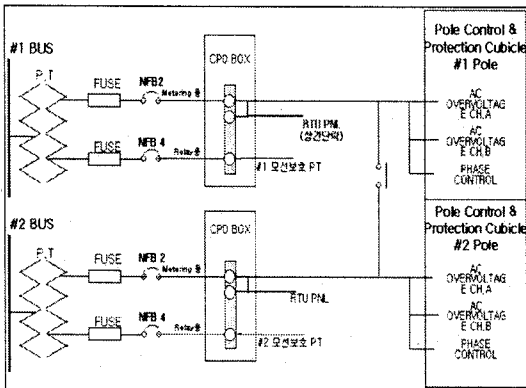 #1 BUS
P.T
FUSE
NFB2
Metering 용
CPD BOX
RTU PNL
(상간단락)
FUSE
NFB 4
Relay용
#1 모선보호 PT
Pole Control &
Protection Cubicle
#1 Pole
AC
OVERVOLTAG
E CH.A
AC
OVERVOLTAG
E CH.B
PHASE
CONTROL
#2 BUS
P.T
FUSE
NFB 2
Metering 용
CPD BOX
RTU PNL
FUSE
NFB 4
Relay용
#2 모선보호 PT
Pole Control &
Protection Cubicle
#2 Pole
AC
OVERVOLTAG
E CH.A
AC
OVERVOLTAG
E CH.B
PHASE
CONTROL